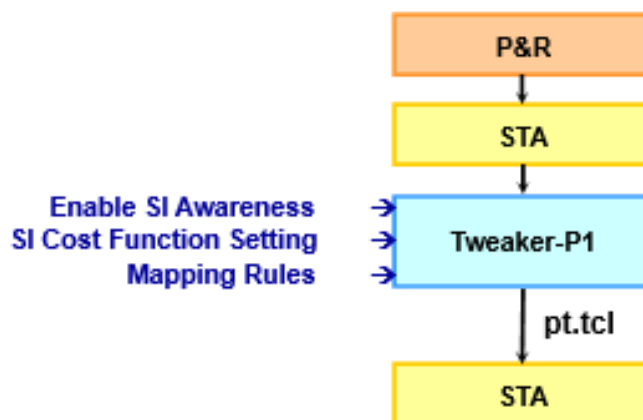 P&R
STA
Enable SI Awareness
SI Cost Function Setting
Mapping Rules
Tweaker-P1
pt.tcl
STA